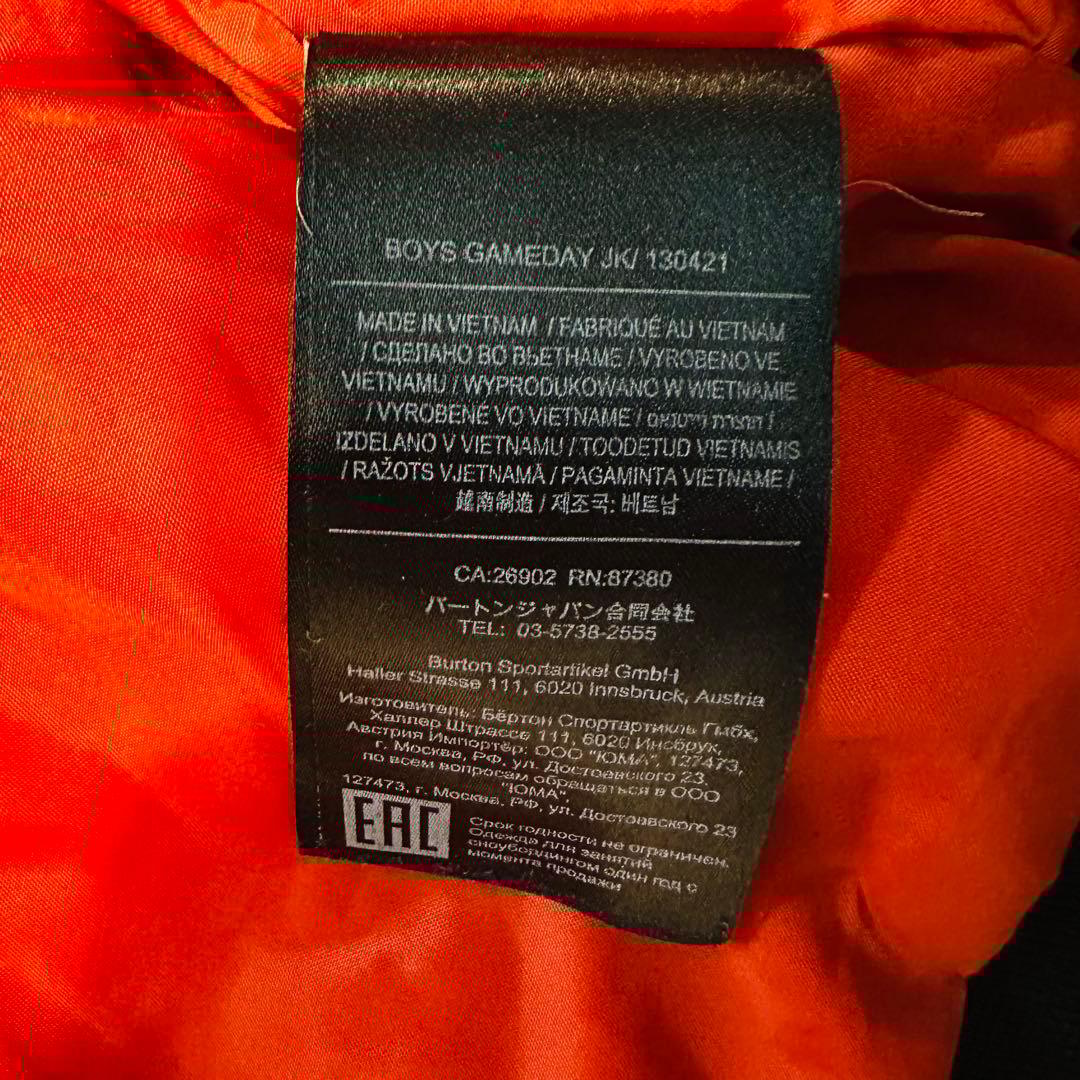 BOYS GAMEDAY JK/ 130421
MADE IN VIETNAM / FABRIQUÉ AU VIETNAM
/ СДЕЛАНО ВО ВЬЕТНАМЕ / VYROBENO VE
VIETNAMU / WYPRODUKOWANO W WIETNAMIE
/ VYROBENÉ VO VIETNAME / תוצרת וייטנאם /
IZDELANO V VIETNAMU / TOODETUD VIETNAMIS
/ RAŽOTS VJETNAMĀ / PAGAMINTA VIETNAME /
越南制造 / 제조국: 베트남
CA:26902 RN:87380
バートンジャパン合同会社
TEL: 03-5738-2555
Burton Sportartikel GmbH
Haller Strasse 111, 6020 Innsbruck, Austria
Изготовитель: Бёртон Спортартикль Гмбх,
Халлер Штрассе 111, 6020 Инсбрук,
Австрия Импортёр: ООО "ЮМА", 127473,
г. Москва, РФ, ул. Достоевского 23,
по всем вопросам обращаться в ООО
"ЮМА",
127473, г. Москва, РФ, ул. Достоевского 23
EAC
Срок годности не ограничен.
Одежда для занятий
сноубордингом один год с
момента продажи